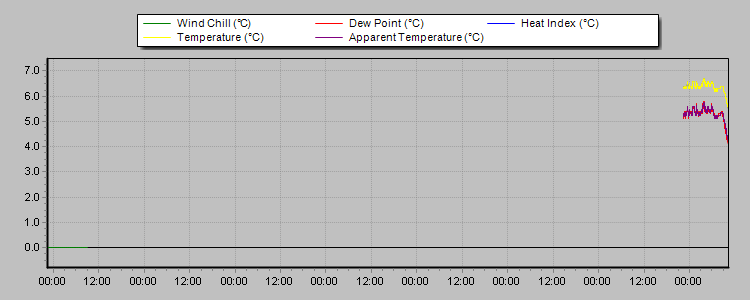 Wind Chill (°C) Dew Point (°C) Heat Index (°C)
Temperature (°C) Apparent Temperature (°C)
7.0
6.0
5.0
4.0
3.0
2.0
1.0
0.0
00:00 12:00 00:00 12:00 00:00 12:00 00:00 12:00 00:00 12:00 00:00 12:00 00:00 12:00 00:00